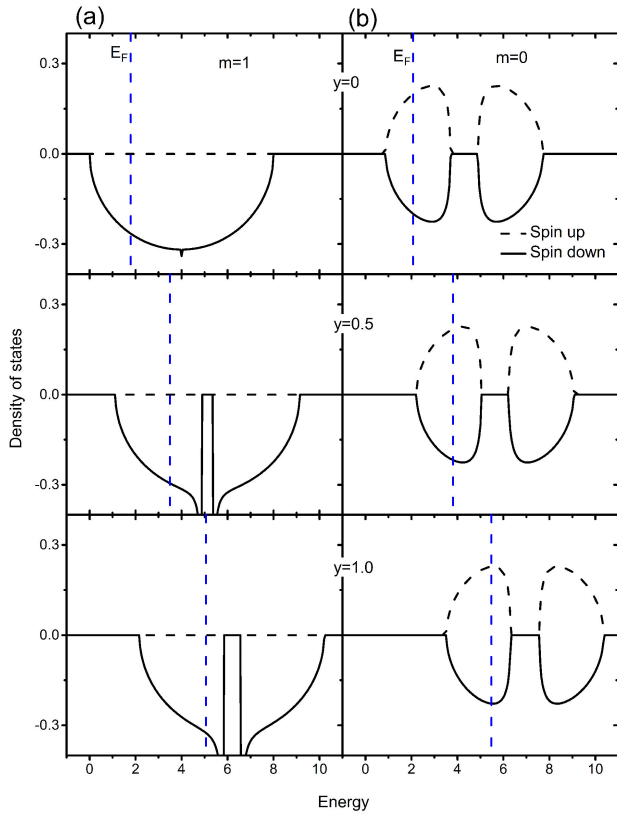 (a)
(b)
E_F
m=1
y=0
E_F
m=0
0.3
0.0
-0.3
Spin up
Spin down
y=0.5
0.3
0.0
-0.3
y=1.0
0.3
0.0
-0.3
Density of states
0 2 4 6 8 10 0 2 4 6 8 10
Energy